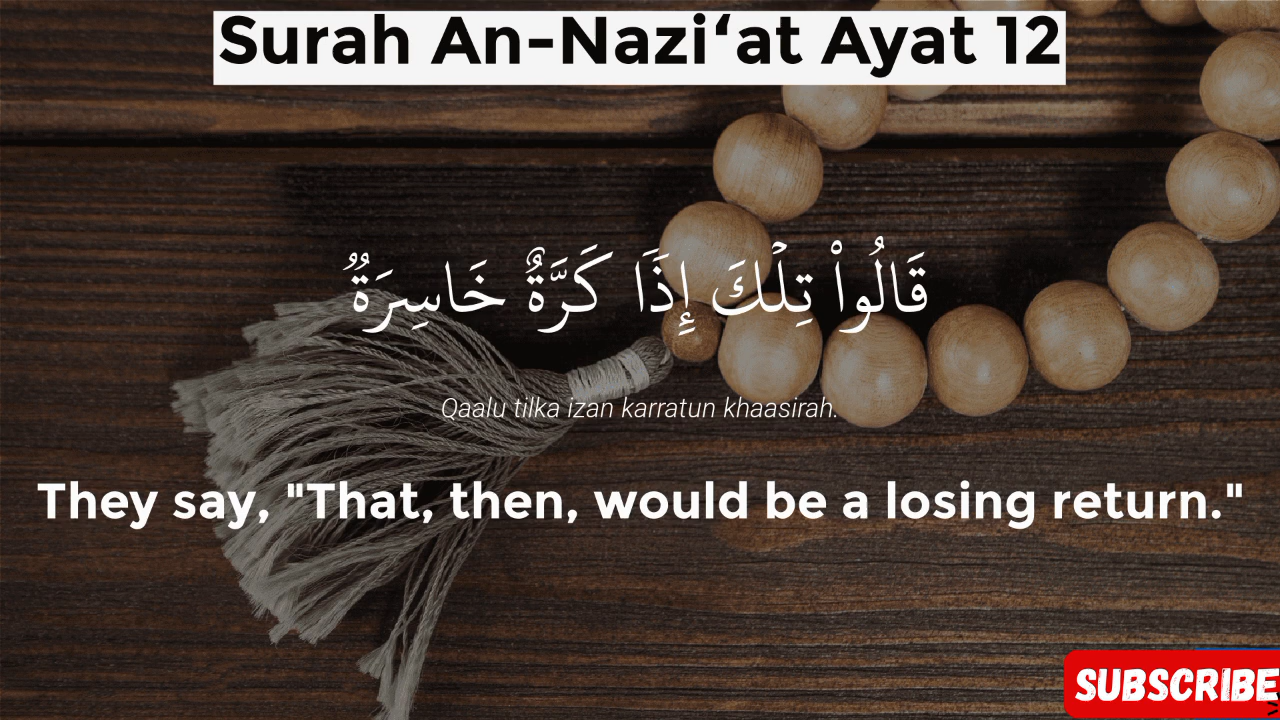 Surah An-Nazi‘at Ayat 12
قَالُوا۟ تِلْكَ إِذًا كَرَّةٌ خَاسِرَةٌ
Qaalu tilka izan karratun khaasirah.
They say, "That, then, would be a losing return."
SUBSCRIBE